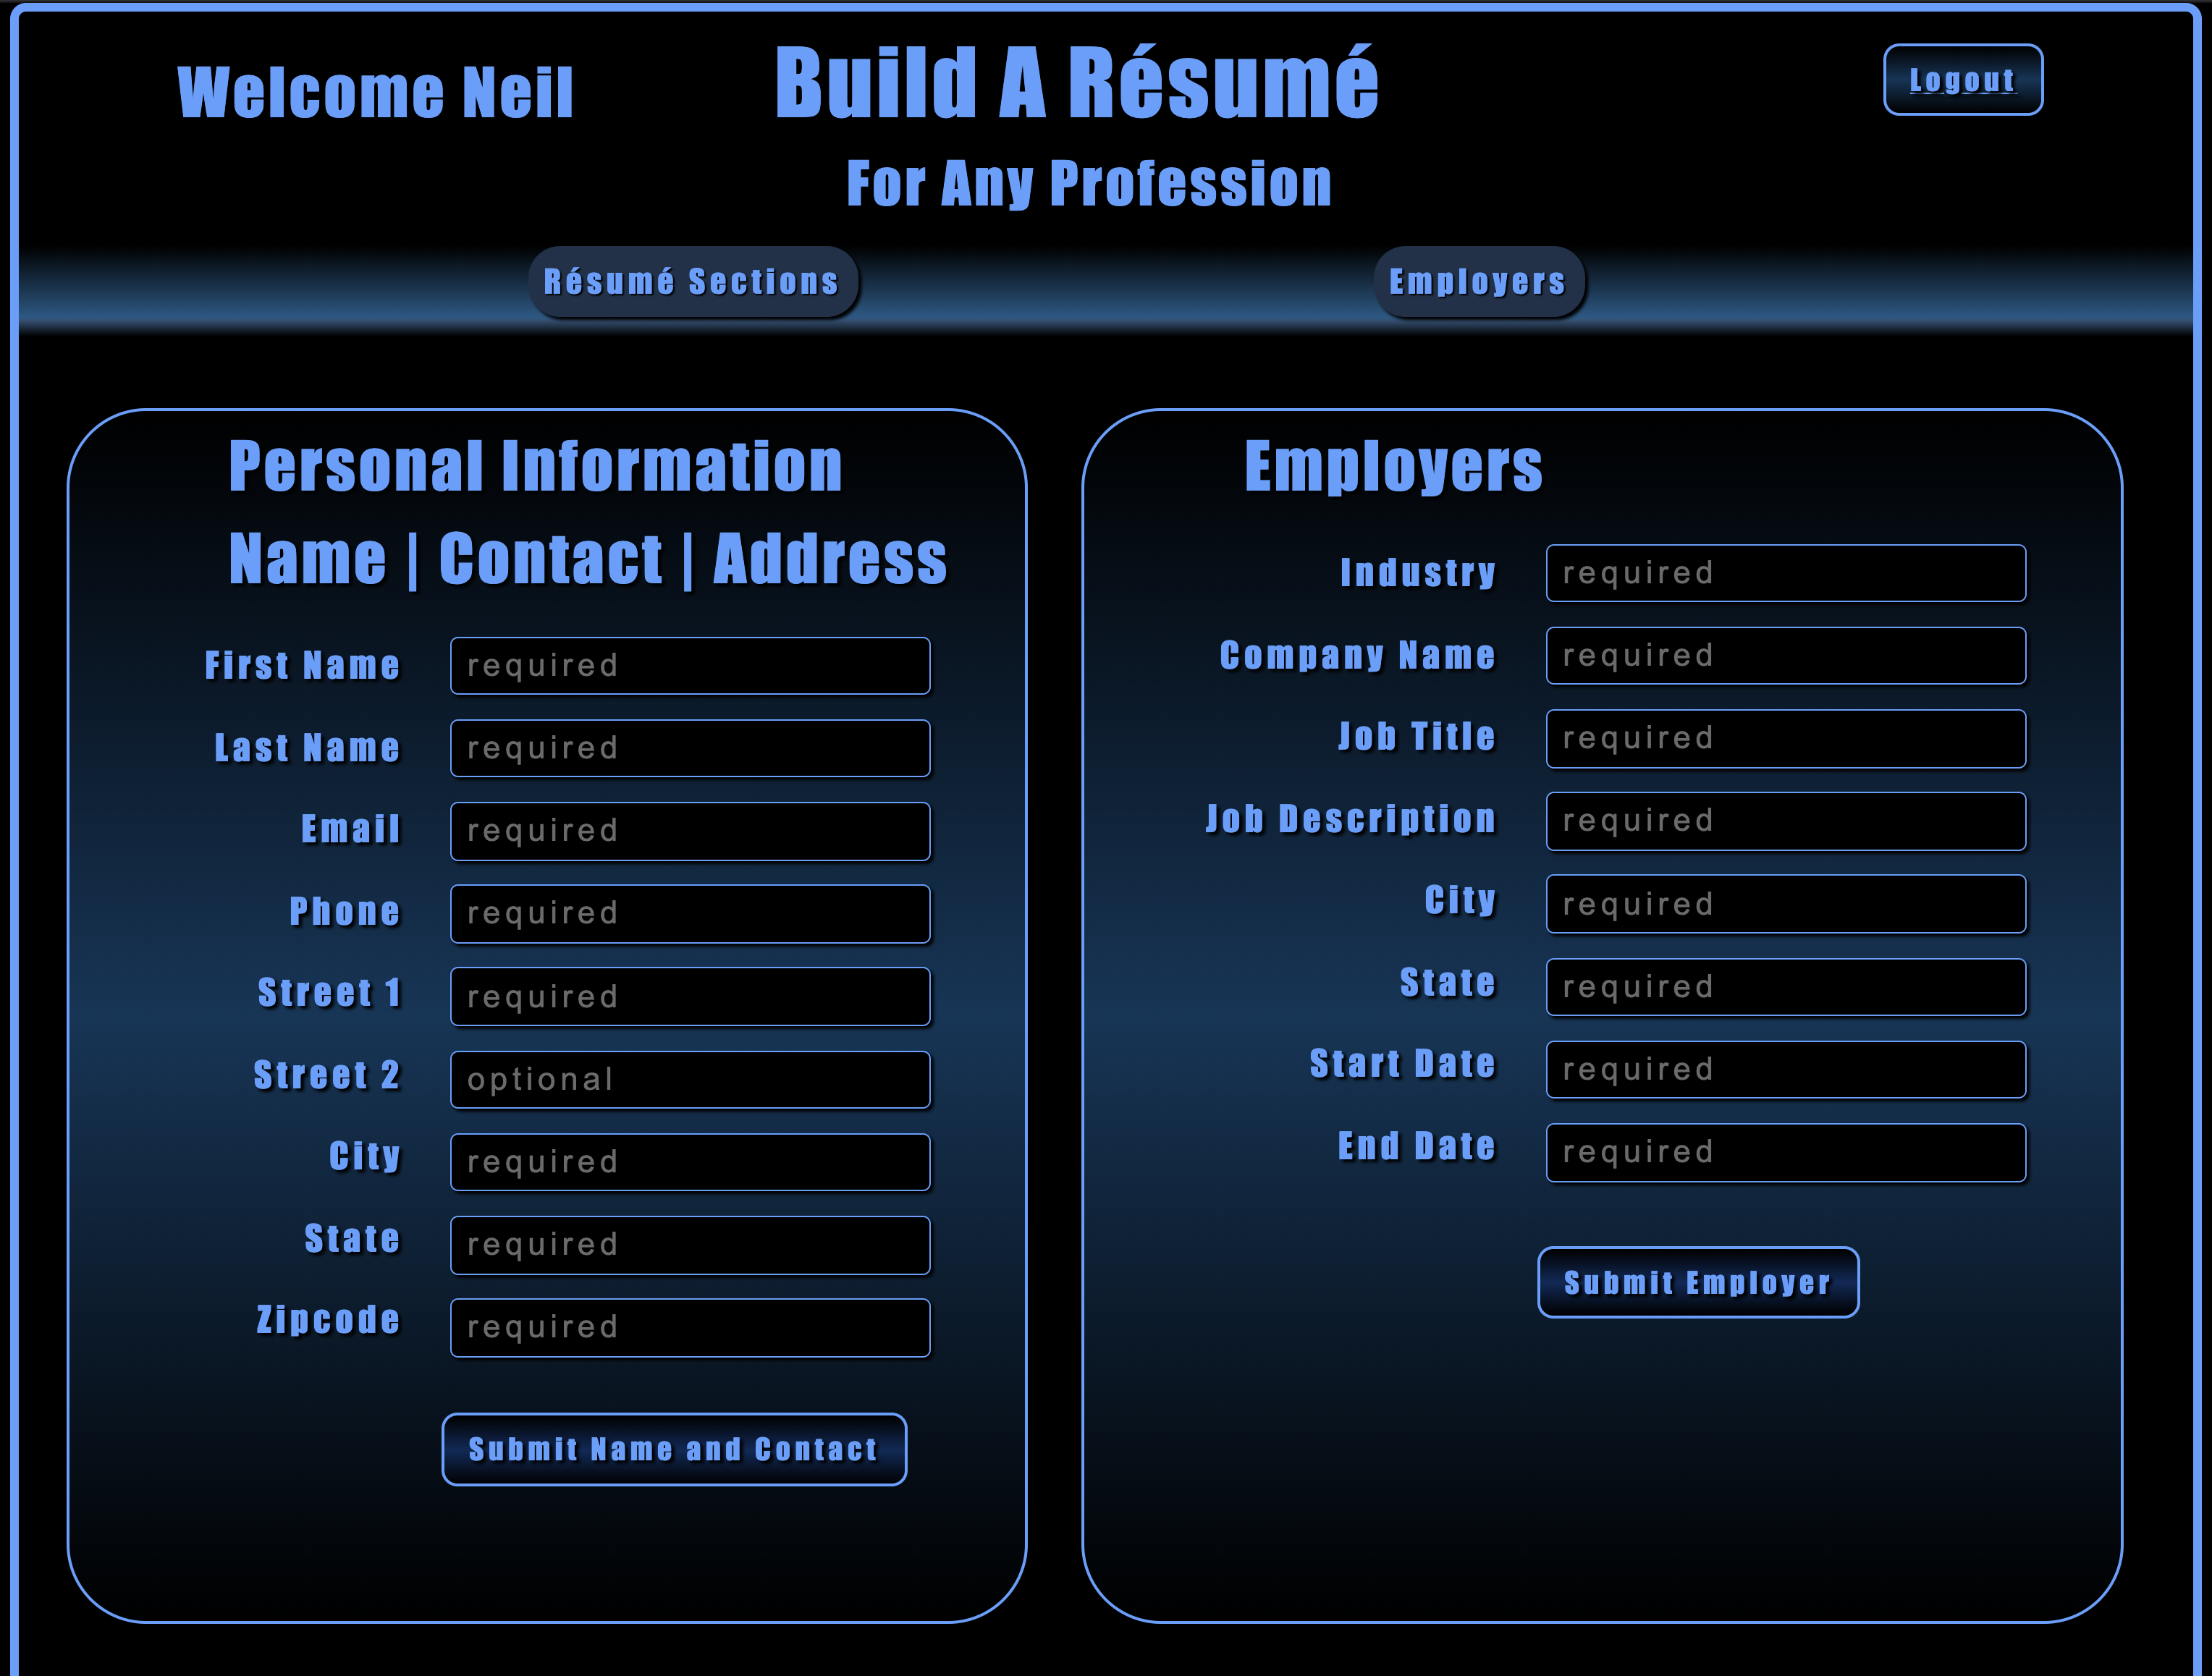 Welcome Neil
Build A Résumé
Logout
For Any Profession
Résumé Sections
Employers
Personal Information
Name | Contact | Address
First Name required
Last Name required
Email required
Phone required
Street 1 required
Street 2 optional
City required
State required
Zipcode required
Submit Name and Contact
Employers
Industry required
Company Name required
Job Title required
Job Description required
City required
State required
Start Date required
End Date required
Submit Employer